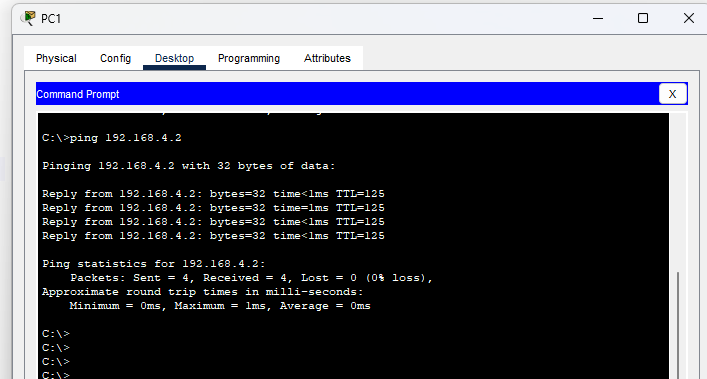 PC1
Physical Config Desktop Programming Attributes
Command Prompt X
C:\>ping 192.168.4.2
Pinging 192.168.4.2 with 32 bytes of data:
Reply from 192.168.4.2: bytes=32 time<1ms TTL=125
Reply from 192.168.4.2: bytes=32 time=1ms TTL=125
Reply from 192.168.4.2: bytes=32 time<1ms TTL=125
Reply from 192.168.4.2: bytes=32 time<1ms TTL=125
Ping statistics for 192.168.4.2:
Packets: Sent = 4, Received = 4, Lost = 0 (0% loss),
Approximate round trip times in milli-seconds:
Minimum = 0ms, Maximum = 1ms, Average = 0ms
C:\>
C:\>
C:\>
C:\>